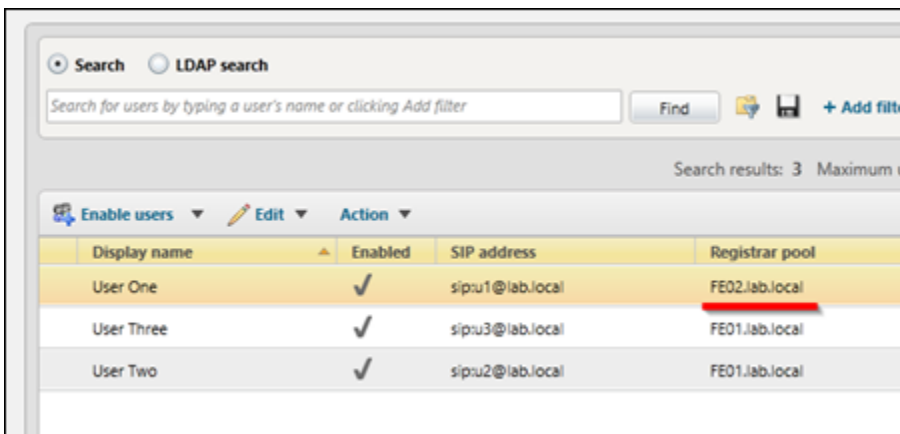 Search LDAP search
Search for users by typing a user's name or clicking Add filter Find + Add filte
Search results: 3 Maximum
Enable users Edit Action
Display name Enabled SIP address Registrar pool
User One sip:u1@lab.local FE02.lab.local
User Three sip:u3@lab.local FE01.lab.local
User Two sip:u2@lab.local FE01.lab.local